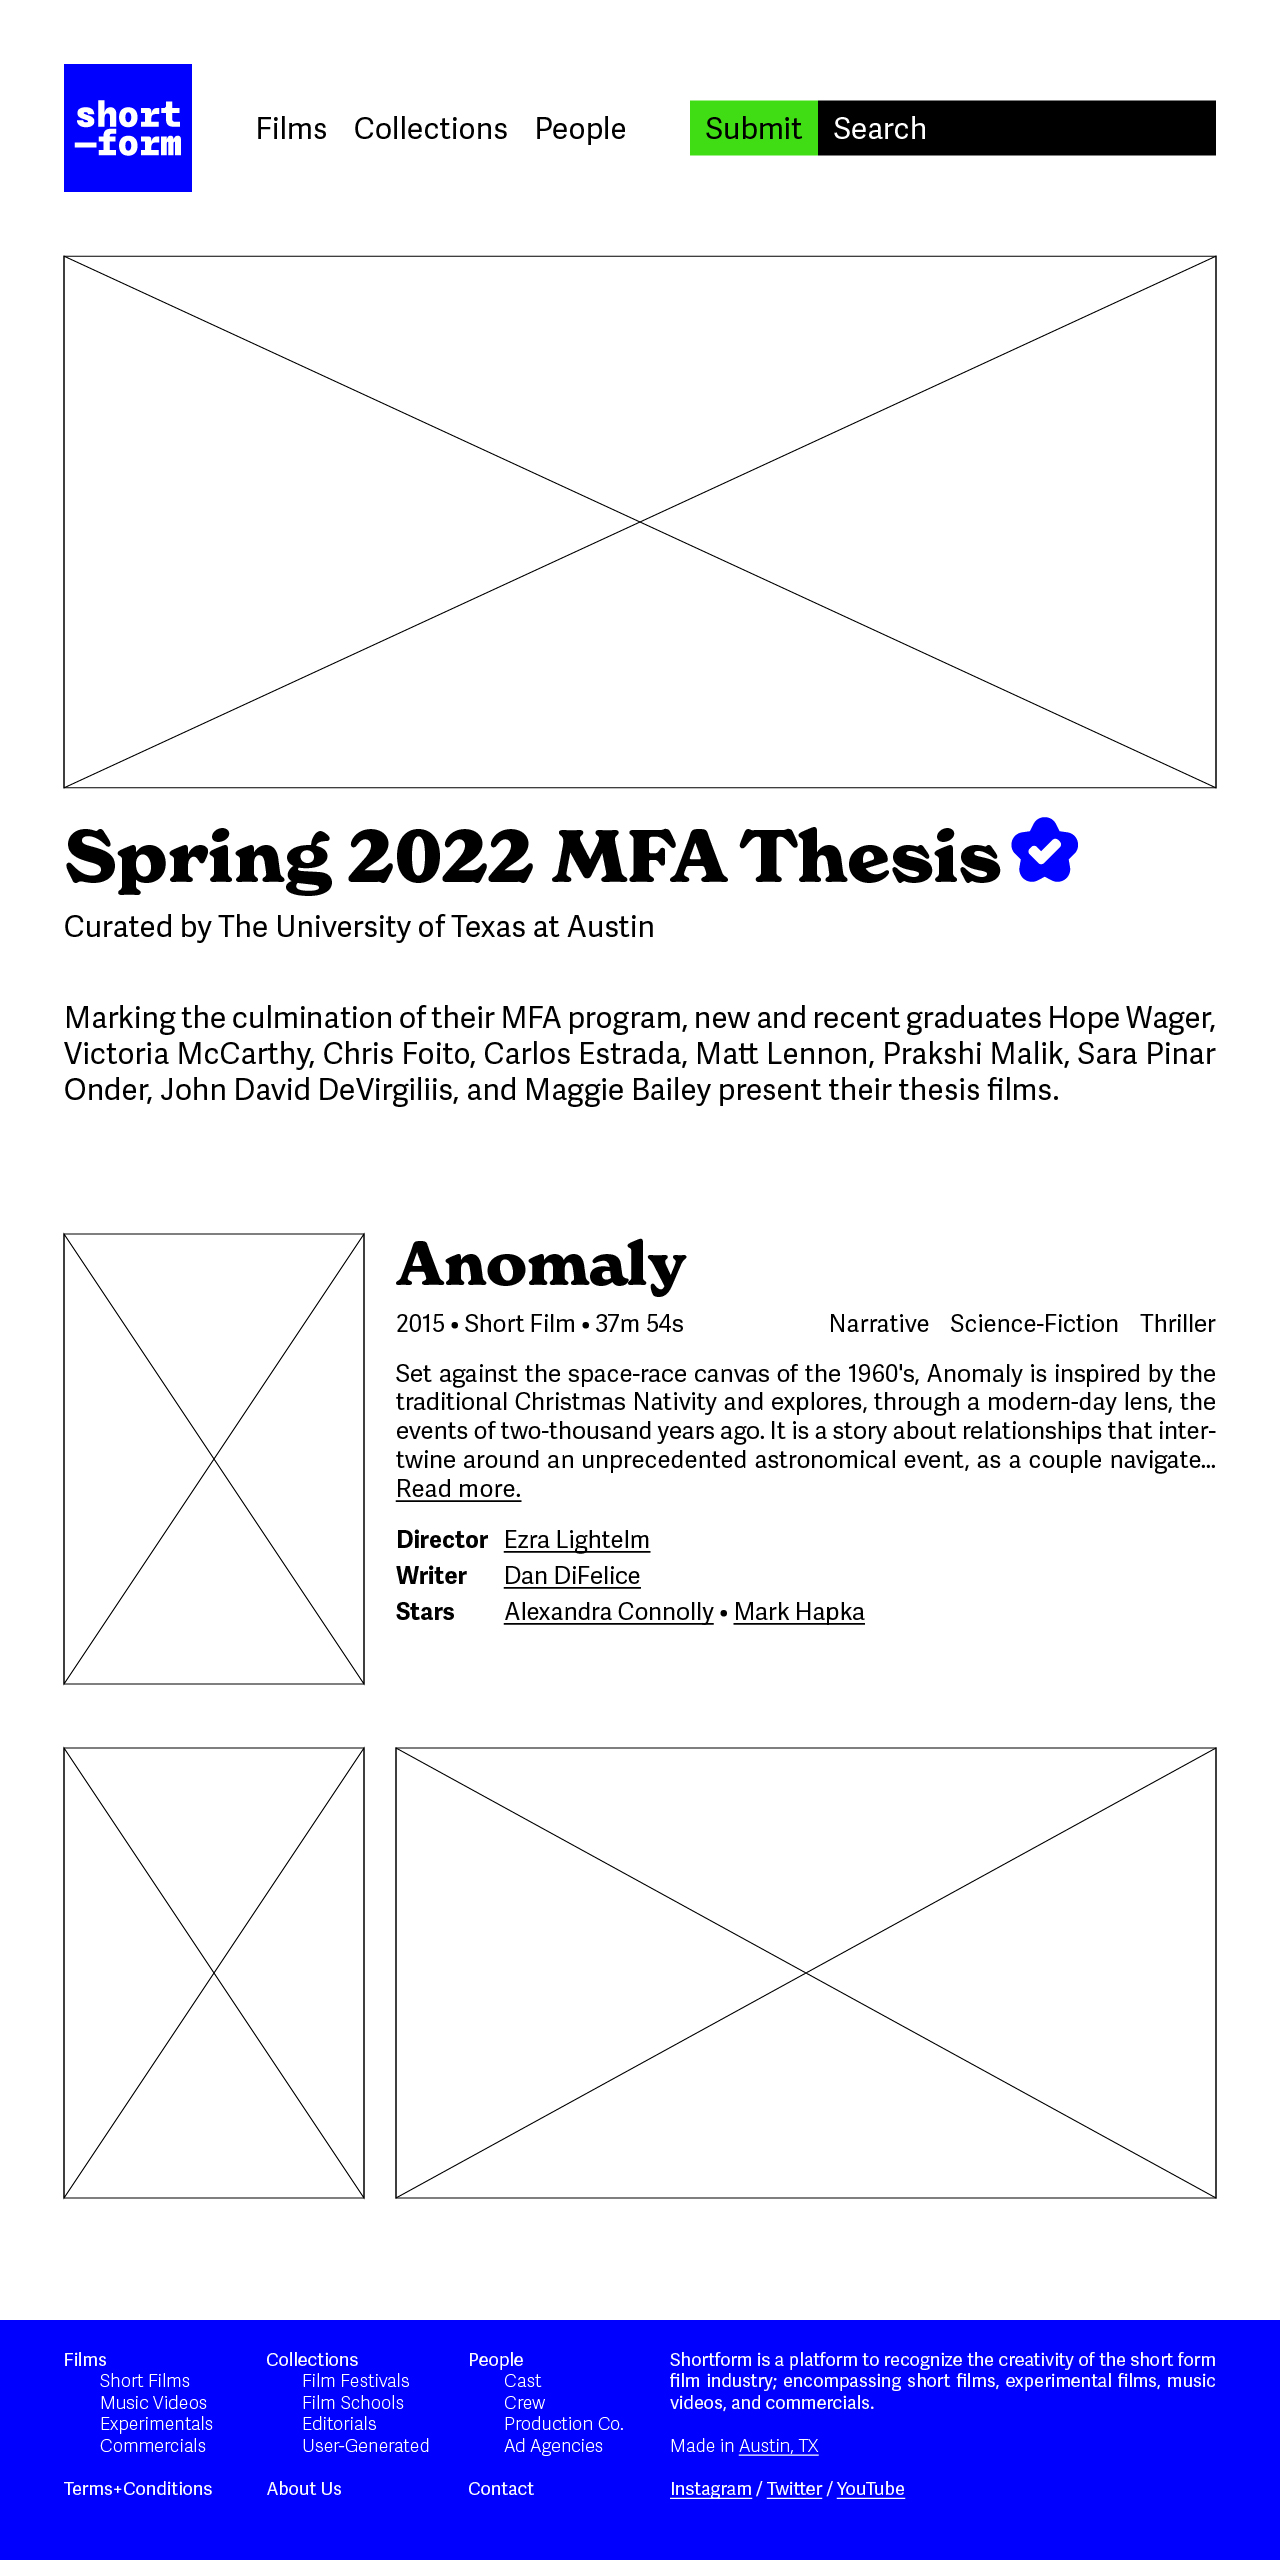 short
-form
Films Collections People Submit Search
Spring 2022 MFA Thesis
Curated by The University of Texas at Austin
Marking the culmination of their MFA program, new and recent graduates Hope Wager,
Victoria McCarthy, Chris Foito, Carlos Estrada, Matt Lennon, Prakshi Malik, Sara Pinar
Onder, John David DeVirgiliis, and Maggie Bailey present their thesis films.
Anomaly
2015 • Short Film • 37m 54s Narrative Science-Fiction Thriller
Set against the space-race canvas of the 1960's, Anomaly is inspired by the
traditional Christmas Nativity and explores, through a modern-day lens, the
events of two-thousand years ago. It is a story about relationships that inter-
twine around an unprecedented astronomical event, as a couple navigate...
Read more.
Director Ezra Lightelm
Writer Dan DiFelice
Stars Alexandra Connolly • Mark Hapka
Films
Short Films
Music Videos
Experimentals
Commercials
Terms+Conditions
Collections
Film Festivals
Film Schools
Editorials
User-Generated
About Us
People
Cast
Crew
Production Co.
Ad Agencies
Contact
Shortform is a platform to recognize the creativity of the short form
film industry; encompassing short films, experimental films, music
videos, and commercials.
Made in Austin, TX
Instagram / Twitter / YouTube